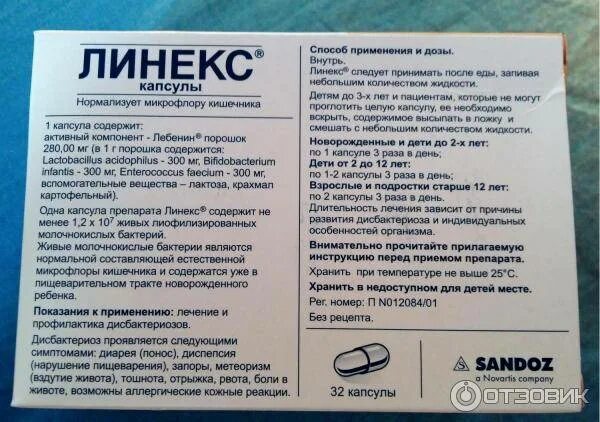 ЛИНЕКС®
капсулы
Нормализует микрофлору кишечника
1 капсула содержит:
активный компонент - Лебенин® порошок
280,00 мг (в 1 г порошка содержится:
Lactobacillus acidophilus - 300 мг, Bifidobacterium
infantis - 300 мг, Enterococcus faecium - 300 мг,
вспомогательные вещества – лактоза, крахмал
картофельный).
Одна капсула препарата Линекс® содержит не
менее 1,2 x 10⁷ живых лиофилизированных
молочнокислых бактерий.
Живые молочнокислые бактерии являются
нормальной составляющей естественной
микрофлоры кишечника и содержатся уже в
пищеварительном тракте новорожденного
ребенка.
Показания к применению: лечение и
профилактика дисбактериозов.
Дисбактериоз проявляется следующими
симптомами: диарея (понос), диспепсия
(нарушение пищеварения), запоры, метеоризм
(вздутие живота), тошнота, отрыжка, рвота, боли в
животе, возможны аллергические кожные реакции.
Способ применения и дозы.
Внутрь.
Линекс® следует принимать после еды, запивая
небольшим количеством жидкости.
Детям до 3-х лет и пациентам, которые не могут
проглотить целую капсулу, ее необходимо
вскрыть, содержимое высыпать в ложку и
смешать с небольшим количеством жидкости.
Новорожденные и дети до 2-х лет:
по 1 капсуле 3 раза в день;
Дети от 2 до 12 лет:
по 1-2 капсулы 3 раза в день;
Взрослые и подростки старше 12 лет:
по 2 капсулы 3 раза в день.
Длительность лечения зависит от причины
развития дисбактериоза и индивидуальных
особенностей организма.
Внимательно прочитайте прилагаемую
инструкцию перед приемом препарата.
Хранить при температуре не выше 25°C.
Хранить в недоступном для детей месте.
Рег. номер: П N012084/01
Без рецепта.
32 капсулы
S SANDOZ
a Novartis company
ОТЗОВИК